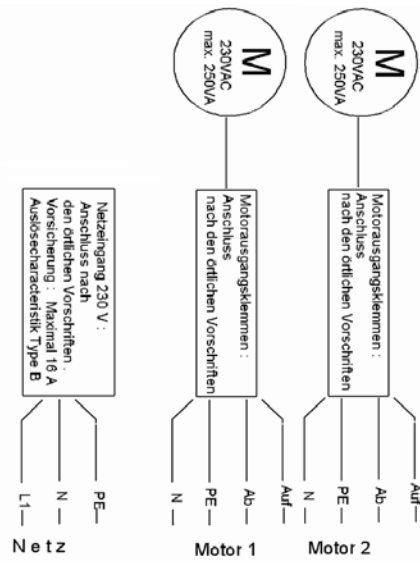 M
230VAC
max. 250VA
M
230VAC
max. 250VA
Netzeingang 230 V :
Anschluss nach
den örtlichen Vorschriften .
Vorsicherung : Maximal 16 A
Auslösecharacteristik Type B
Motorausgangsklemmen :
Anschluss
nach den örtlichen Vorschriften
Motorausgangsklemmen :
Anschluss
nach den örtlichen Vorschriften
L1
N
PE
N
PE
Ab
Auf
N
PE
Ab
Auf
Netz
Motor 1
Motor 2